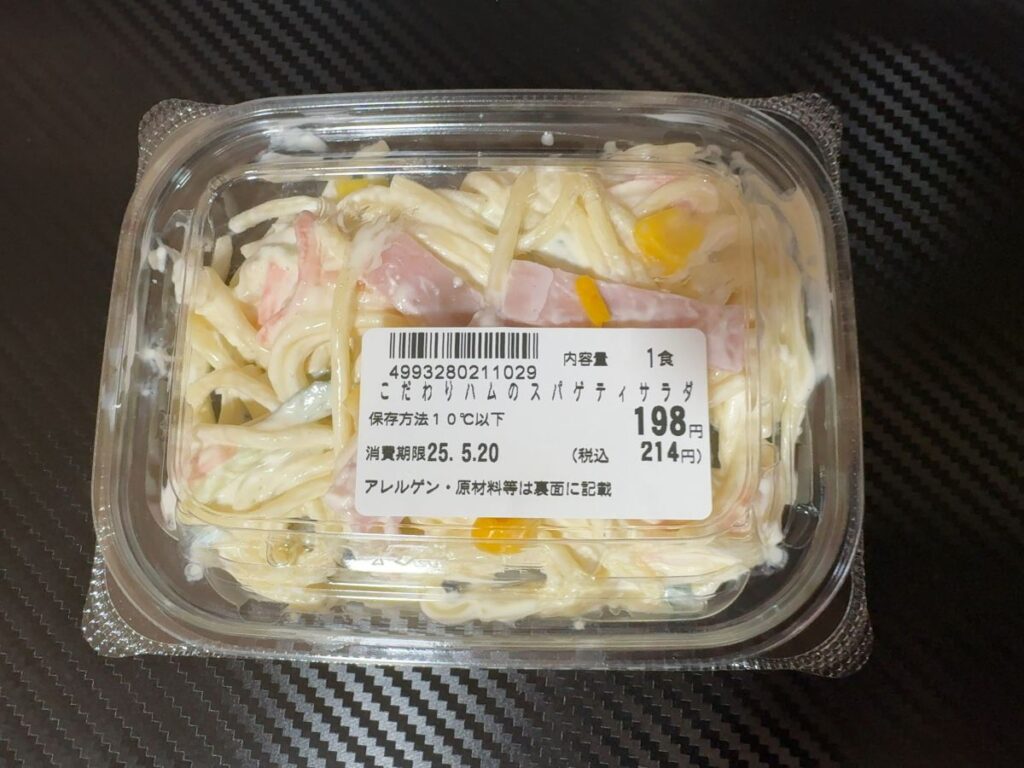 4993280211029
内容量 1食
こだわりハムのスパゲティサラダ
保存方法10℃以下 198円
消費期限25.5.20 (税込 214円)
アレルゲン・原材料等は裏面に記載